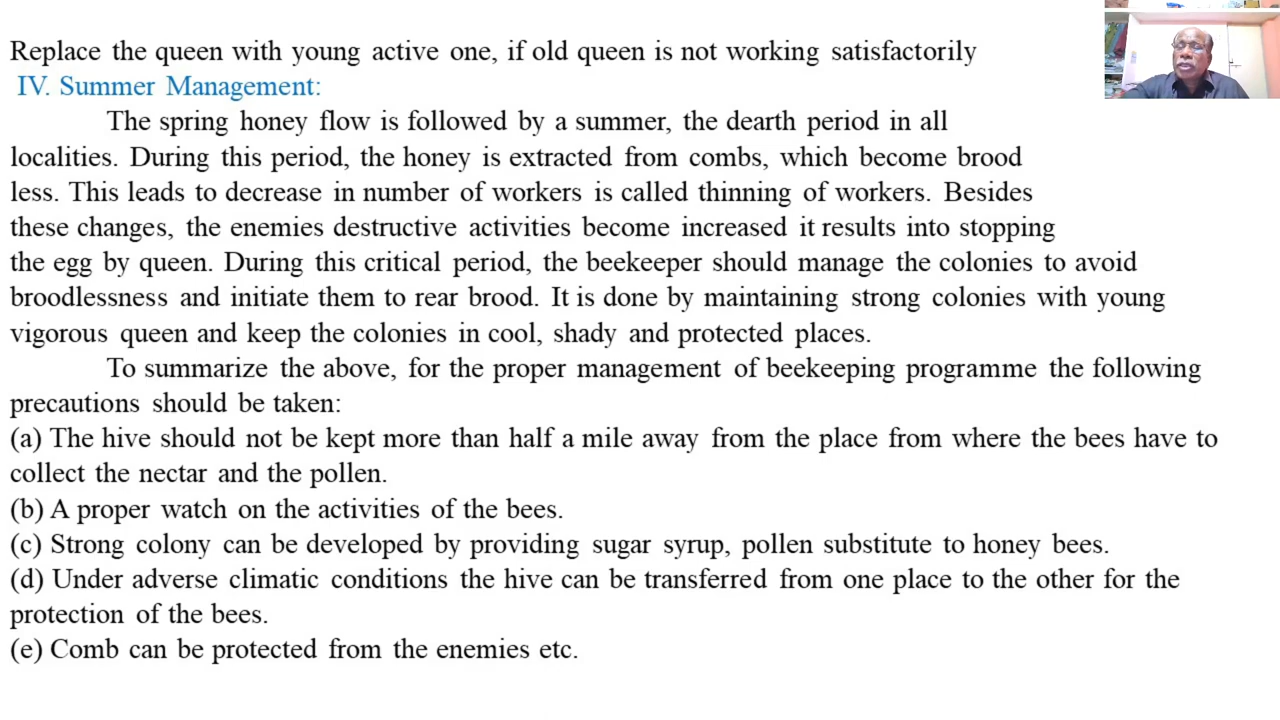 Replace the queen with young active one, if old queen is not working satisfactorily
IV. Summer Management:
The spring honey flow is followed by a summer, the dearth period in all
localities. During this period, the honey is extracted from combs, which become brood
less. This leads to decrease in number of workers is called thinning of workers. Besides
these changes, the enemies destructive activities become increased it results into stopping
the egg by queen. During this critical period, the beekeeper should manage the colonies to avoid
broodlessness and initiate them to rear brood. It is done by maintaining strong colonies with young
vigorous queen and keep the colonies in cool, shady and protected places.
To summarize the above, for the proper management of beekeeping programme the following
precautions should be taken:
(a) The hive should not be kept more than half a mile away from the place from where the bees have to
collect the nectar and the pollen.
(b) A proper watch on the activities of the bees.
(c) Strong colony can be developed by providing sugar syrup, pollen substitute to honey bees.
(d) Under adverse climatic conditions the hive can be transferred from one place to the other for the
protection of the bees.
(e) Comb can be protected from the enemies etc.